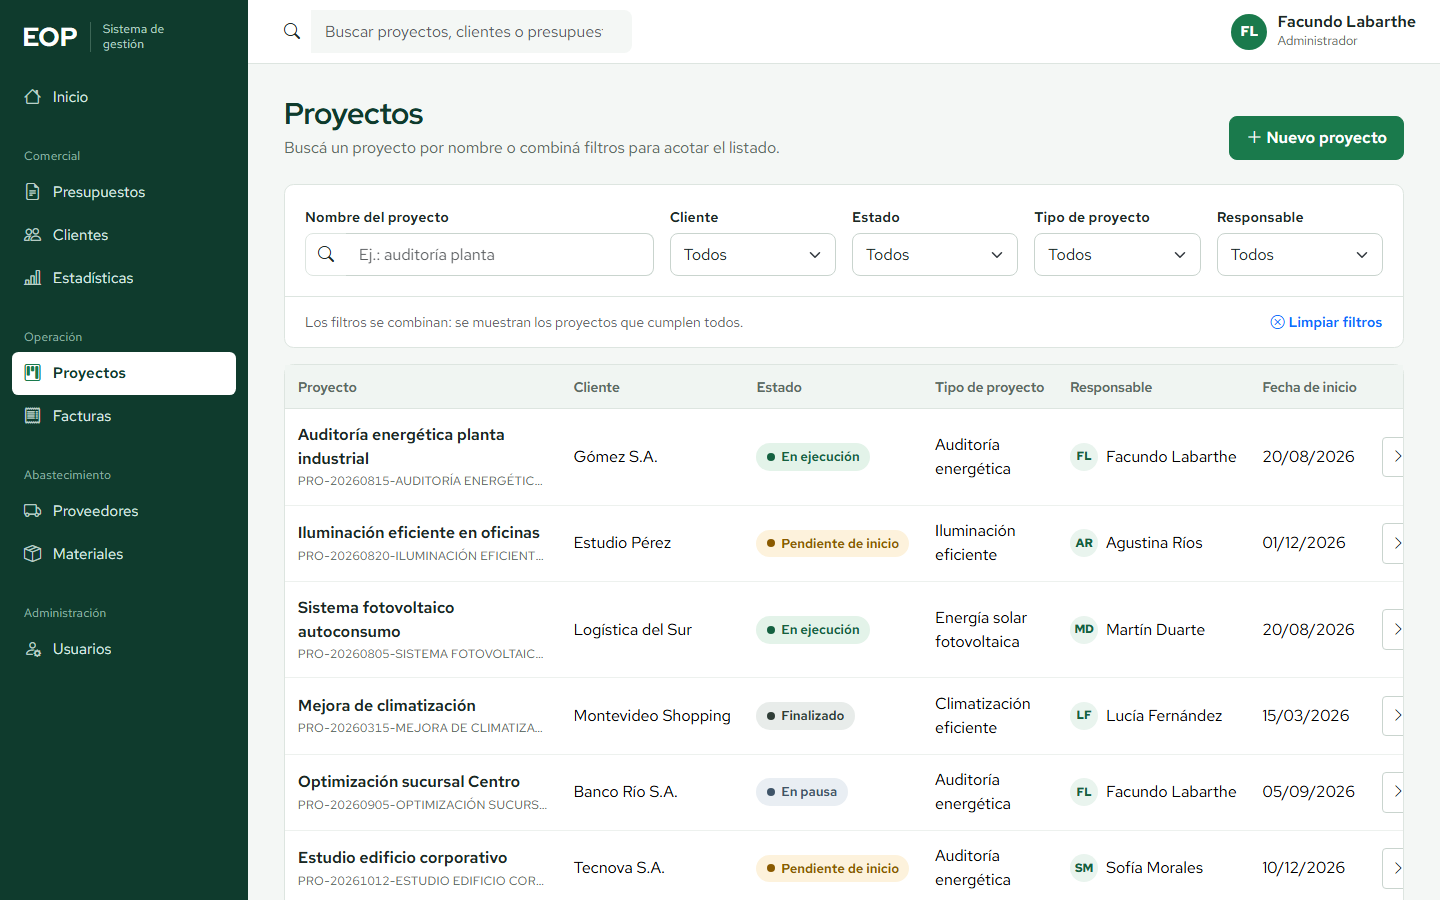 EOP
Sistema de
gestión
Buscar proyectos, clientes o presupues
FL
Facundo Labarthe
Administrador
Inicio
Comercial
Presupuestos
Clientes
Estadísticas
Operación
Proyectos
Facturas
Abastecimiento
Proveedores
Materiales
Administración
Usuarios
Proyectos
Buscá un proyecto por nombre o combiná filtros para acotar el listado.
+ Nuevo proyecto
Nombre del proyecto
Cliente
Estado
Tipo de proyecto
Responsable
Ej.: auditoría planta
Todos
Todos
Todos
Todos
Los filtros se combinan: se muestran los proyectos que cumplen todos.
Limpiar filtros
Proyecto
Cliente
Estado
Tipo de proyecto
Responsable
Fecha de inicio
Auditoría energética planta
industrial
PRO-20260815-AUDITORÍA ENERGÉTIC...
Gómez S.A.
En ejecución
Auditoría
energética
FL
Facundo Labarthe
20/08/2026
Iluminación eficiente en oficinas
PRO-20260820-ILUMINACIÓN EFICIENT...
Estudio Pérez
Pendiente de inicio
Iluminación
eficiente
AR
Agustina Ríos
01/12/2026
Sistema fotovoltaico
autoconsumo
PRO-20260805-SISTEMA FOTOVOLTAIC...
Logística del Sur
En ejecución
Energía solar
fotovoltaica
MD
Martín Duarte
20/08/2026
Mejora de climatización
PRO-20260315-MEJORA DE CLIMATIZA...
Montevideo Shopping
Finalizado
Climatización
eficiente
LF
Lucía Fernández
15/03/2026
Optimización sucursal Centro
PRO-20260905-OPTIMIZACIÓN SUCURS...
Banco Río S.A.
En pausa
Auditoría
energética
FL
Facundo Labarthe
05/09/2026
Estudio edificio corporativo
PRO-20261012-ESTUDIO EDIFICIO COR...
Tecnova S.A.
Pendiente de inicio
Auditoría
energética
SM
Sofía Morales
10/12/2026